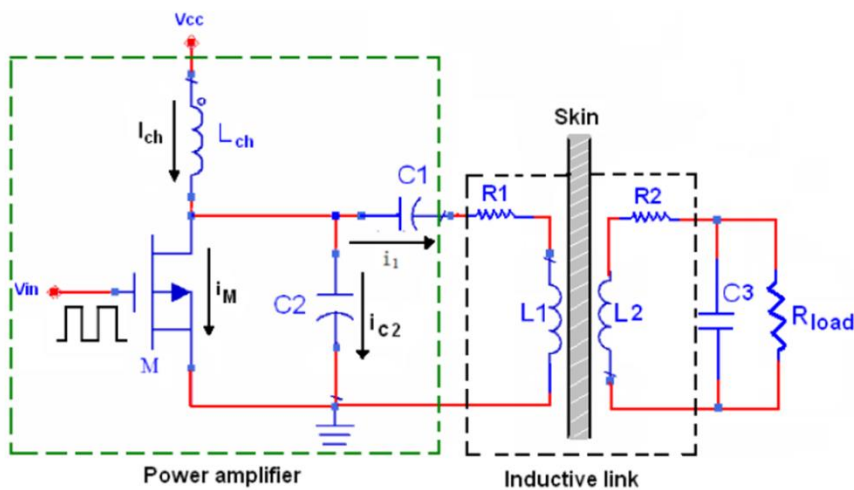 Vcc
Skin
Ich
Lch
C1
R1
R2
i1
Vin
iM
C2
ic2
L1
L2
C3
Rload
M
Power amplifier
Inductive link